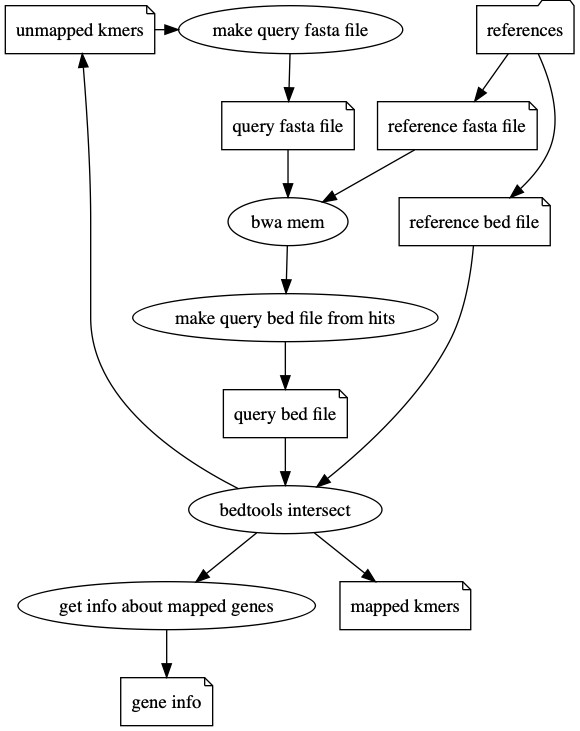 unmapped kmers
make query fasta file
references
query fasta file
reference fasta file
bwa mem
reference bed file
make query bed file from hits
query bed file
bedtools intersect
get info about mapped genes
mapped kmers
gene info